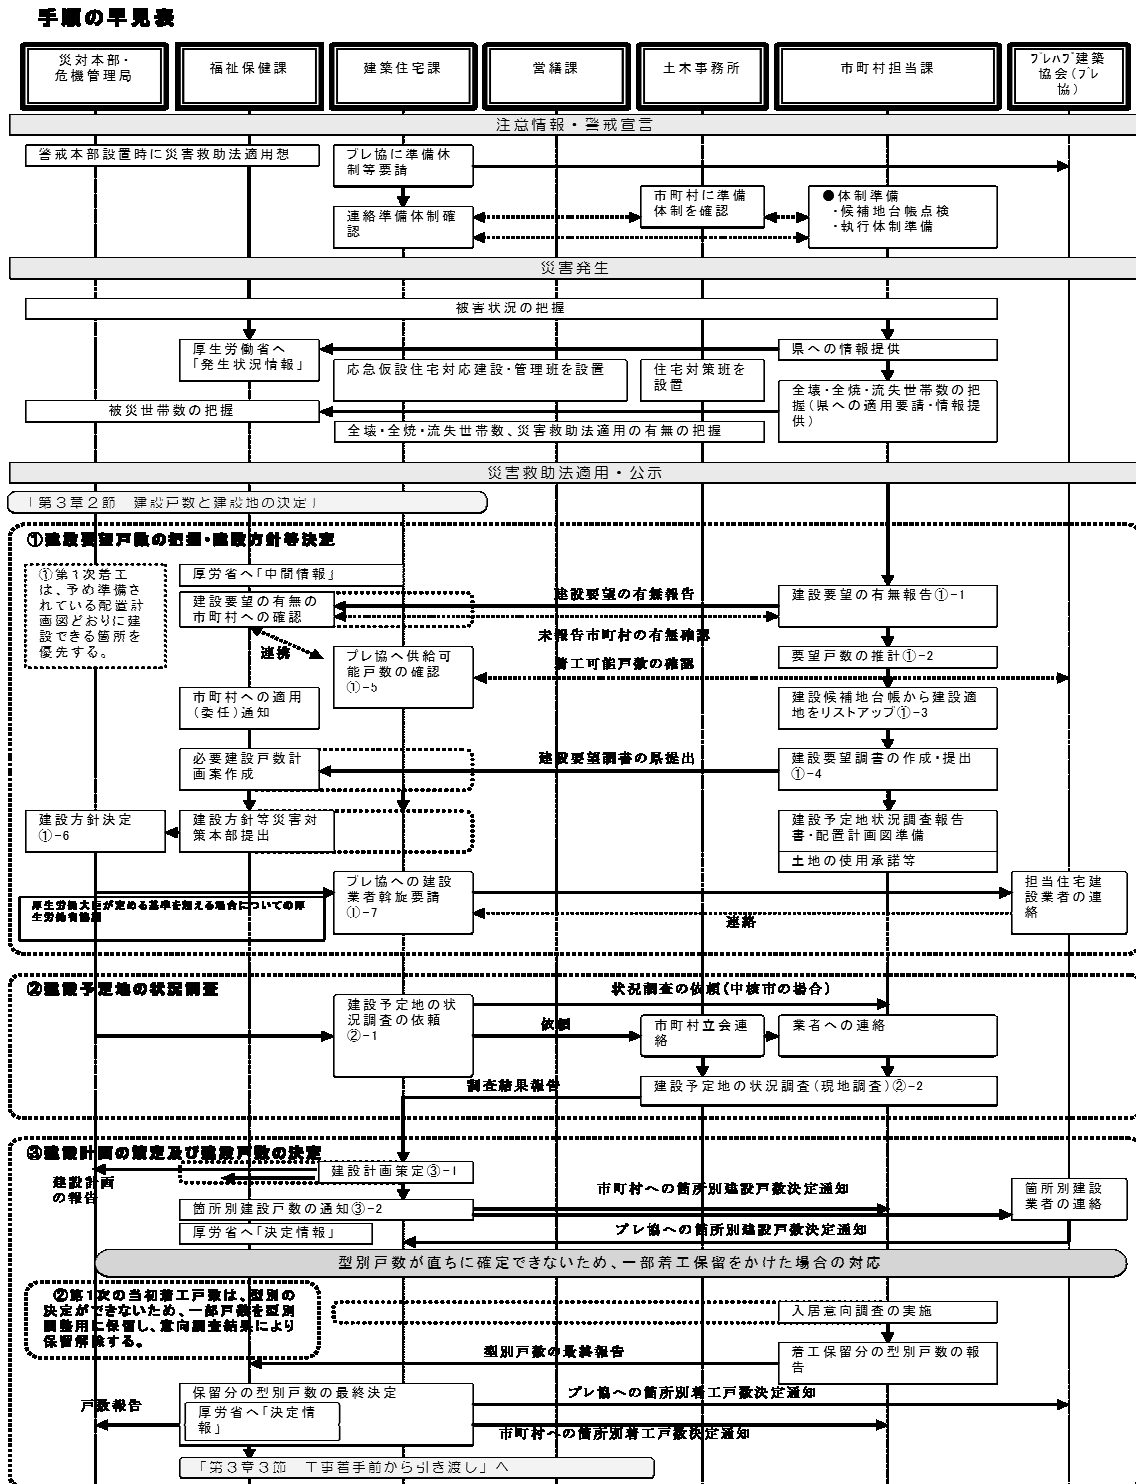 手順の早見表
災対本部・
危機管理局
福祉保健課
建築住宅課
営繕課
土木事務所
市町村担当課
プレハブ建築
協会(プレ
協)
注意情報・警戒宣言
警戒本部設置時に災害救助法適用想
プレ協に準備体
制等要請
連絡準備体制確
認
市町村に準備
体制を確認
●体制準備
・候補地台帳点検
・執行体制準備
災害発生
被害状況の把握
厚生労働省へ
「発生状況情報」
県への情報提供
応急仮設住宅対応建設・管理班を設置
住宅対策班を
設置
全壊・全焼・流失世帯数の把
握(県への適用要請・情報提
供)
被災世帯数の把握
全壊・全焼・流失世帯数、災害救助法適用の有無の把握
災害救助法適用・公示
「第3章2節 建設戸数と建設地の決定」
①建設要望戸数の把握・建設方針等決定
①第1次着工
は、予め準備さ
れている配置計
画図どおりに建
設できる箇所を
優先する。
厚労省へ「中間情報」
建設要望の有無の
市町村への確認
建設要望の有無報告
建設要望の有無報告①-1
未報告市町村の有無確認
連携
プレ協へ供給可
能戸数の確認
①-5
着工可能戸数の確認
要望戸数の推計①-2
市町村への適用
(委任)通知
建設候補地台帳から建設適
地をリストアップ①-3
必要建設戸数計
画案作成
建設要望調書の県提出
建設要望調書の作成・提出
①-4
建設方針決定
①-6
建設方針等災害対
策本部提出
建設予定地状況調査報告
書・配置計画図準備
土地の使用承諾等
プレ協への建設
業者斡旋要請
①-7
担当住宅建
設業者の連
絡
厚生労働大臣が定める基準を超える場合についての厚
生労働省協議
連絡
②建設予定地の状況調査
建設予定地の状
況調査の依頼
②-1
状況調査の依頼(中核市の場合)
依頼
市町村立会連
絡
業者への連絡
調査結果報告
建設予定地の状況調査(現地調査)②-2
③建設計画の策定及び建設戸数の決定
建設計画策定③-1
建設計画
の報告
箇所別建設戸数の通知③-2
市町村への箇所別建設戸数決定通知
箇所別建設
業者の連絡
厚労省へ「決定情報」
プレ協への箇所別建設戸数決定通知
型別戸数が直ちに確定できないため、一部着工保留をかけた場合の対応
②第1次の当初着工戸数は、型別の
決定ができないため、一部戸数を型別
調整用に保留し、意向調査結果により
保留解除する。
入居意向調査の実施
型別戸数の最終報告
着工保留分の型別戸数の報
告
保留分の型別戸数の最終決定
プレ協への箇所別着工戸数決定通知
戸数報告
厚労省へ「決定情
報」
市町村への箇所別着工戸数決定通知
「第3章3節 工事着手前から引き渡し」へ